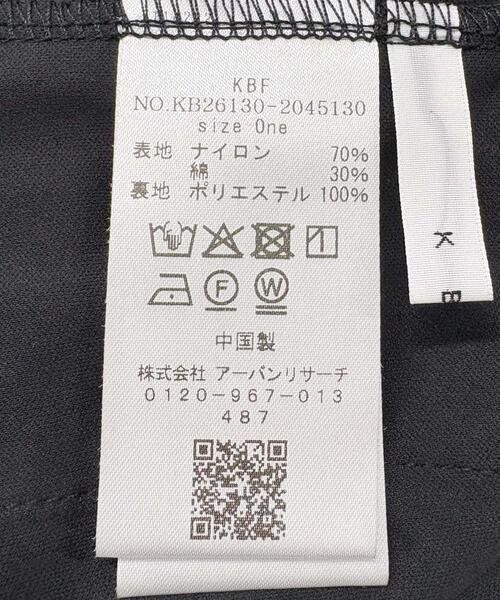 KBF
NO.KB26130-2045130
size One
表地 ナイロン 70%
綿 30%
裏地 ポリエステル 100%
F W
中国製
株式会社 アーバンリサーチ
0120-967-013
487
K B